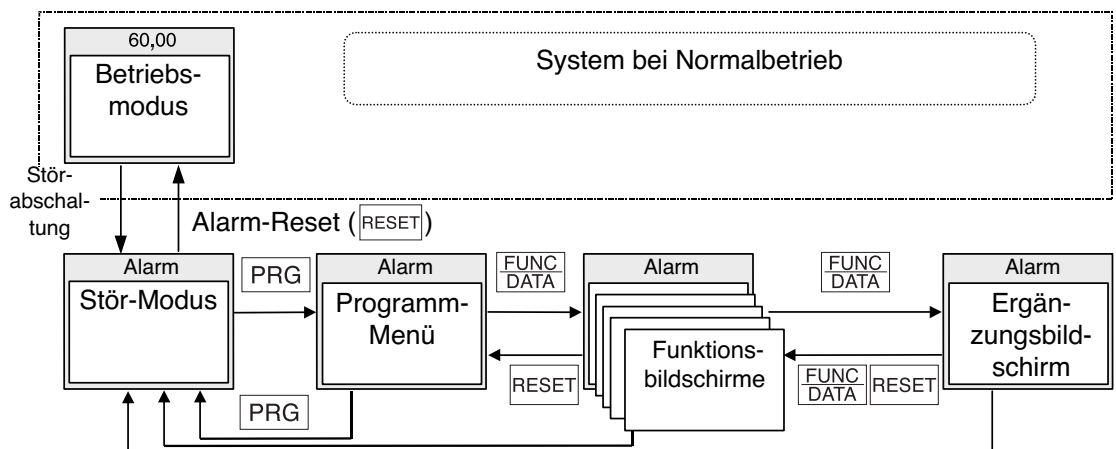 60,00
Betriebs-
modus
System bei Normalbetrieb
Stör-
abschal-
tung
Alarm-Reset (RESET)
Alarm
Stör-Modus
PRG
Alarm
Programm-
Menü
FUNC
DATA
Alarm
Funktions-
bildschirme
FUNC
DATA
Alarm
Ergän-
zungsbild-
schirm
RESET
FUNC
DATA
RESET
PRG